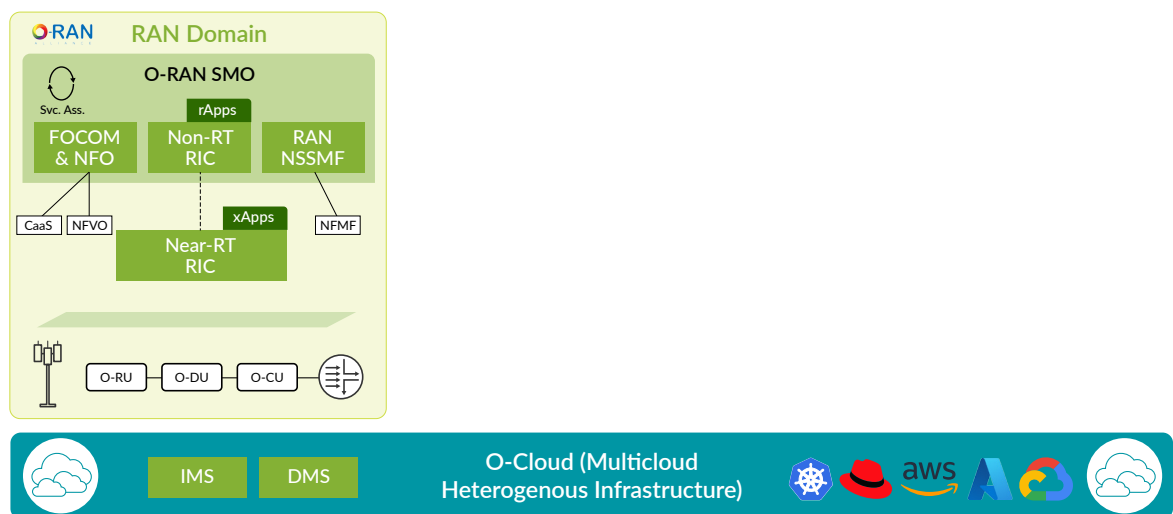 O-RAN
ALLIANCE
RAN Domain
O-RAN SMO
Svc. Ass.
rApps
FOCOM
& NFO
Non-RT
RIC
RAN
NSSMF
CaaS
NFVO
xApps
NFMF
Near-RT
RIC
O-RU
O-DU
O-CU
IMS
DMS
O-Cloud (Multicloud
Heterogenous Infrastructure)
aws